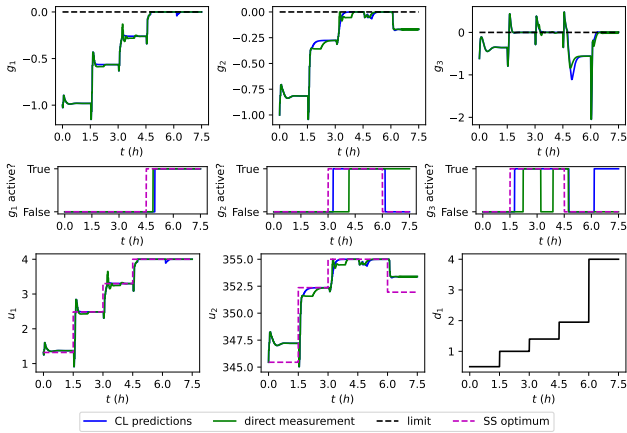 0.0
−0.5
−1.0
g₁
0.0 1.5 3.0 4.5 6.0 7.5
t (h)
0.00
−0.25
−0.50
−0.75
−1.00
g₂
0.0 1.5 3.0 4.5 6.0 7.5
t (h)
0
−1
−2
g₃
0.0 1.5 3.0 4.5 6.0 7.5
t (h)
True
False
g₁ active?
0.0 1.5 3.0 4.5 6.0 7.5
t (h)
True
False
g₂ active?
0.0 1.5 3.0 4.5 6.0 7.5
t (h)
True
False
g₃ active?
0.0 1.5 3.0 4.5 6.0 7.5
t (h)
4
3
2
1
u₁
0.0 1.5 3.0 4.5 6.0 7.5
t (h)
355.0
352.5
350.0
347.5
345.0
u₂
0.0 1.5 3.0 4.5 6.0 7.5
t (h)
4
3
2
1
d₁
0.0 1.5 3.0 4.5 6.0 7.5
t (h)
CL predictions direct measurement limit SS optimum